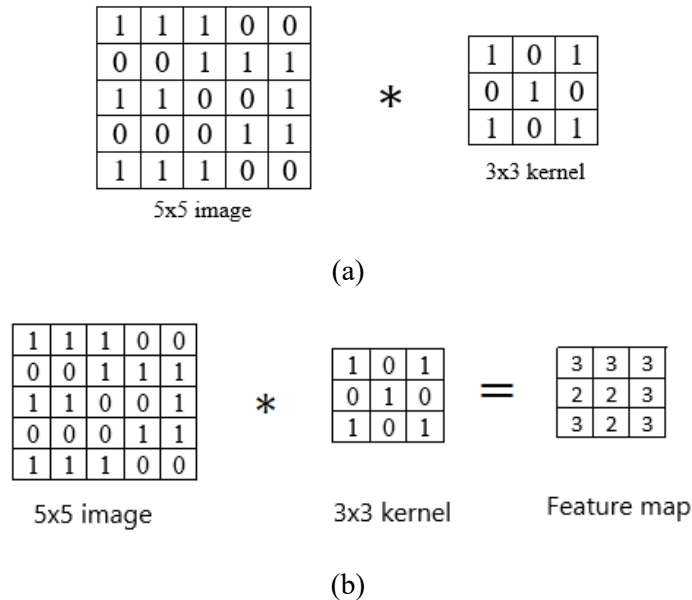 1 1 1 0 0
0 0 1 1 1
1 1 0 0 1
0 0 0 1 1
1 1 1 0 0
5x5 image
*
1 0 1
0 1 0
1 0 1
3x3 kernel
(a)
1 1 1 0 0
0 0 1 1 1
1 1 0 0 1
0 0 0 1 1
1 1 1 0 0
5x5 image
*
1 0 1
0 1 0
1 0 1
3x3 kernel
=
3 3 3
2 2 3
3 2 3
Feature map
(b)